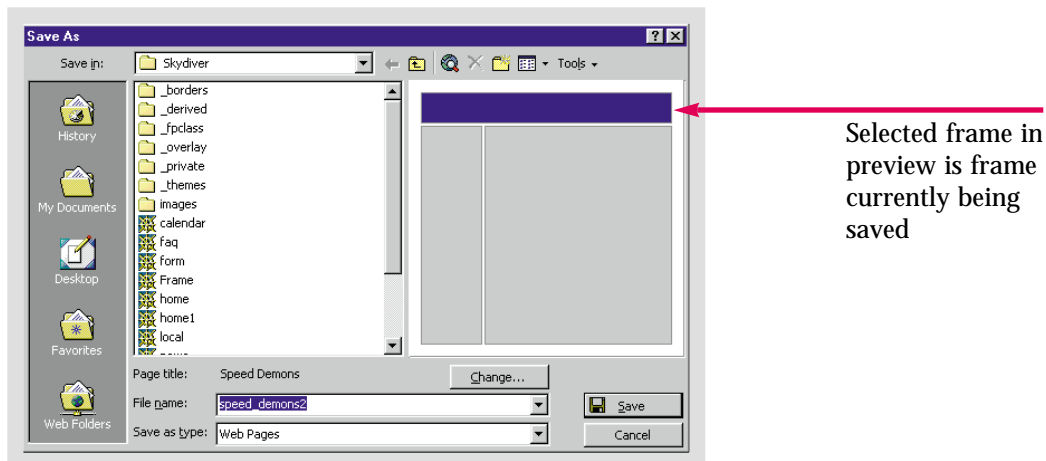 Save As
Save in:
Skydiver
Tools
History
My Documents
Desktop
Favorites
Web Folders
_borders
_derived
_fpclass
_overlay
_private
_themes
images
calendar
faq
form
Frame
home
home1
local
Page title:
Speed Demons
Change...
File name:
speed_demons2
Save
Save as type:
Web Pages
Cancel
Selected frame in
preview is frame
currently being
saved